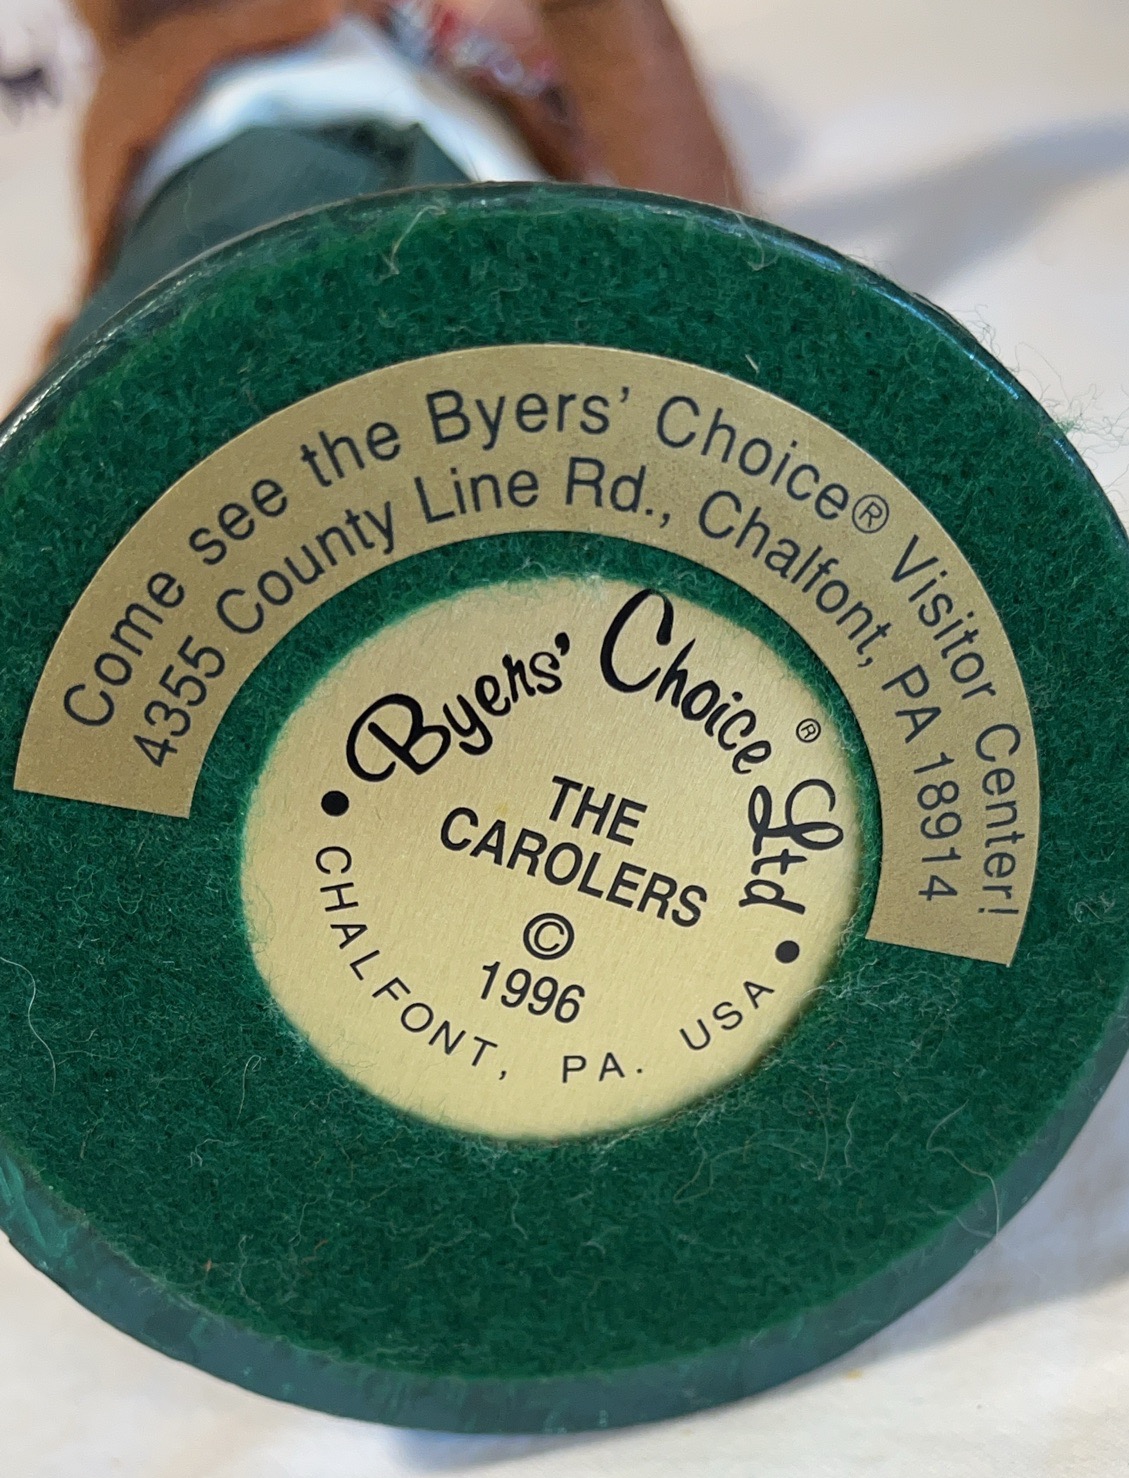 Come see the Byers' Choice® Visitor Center!
4355 County Line Rd., Chalfont, PA 18914
Byers' Choice Ltd®
THE
CAROLERS
©
1996
• CHALFONT, PA. USA •